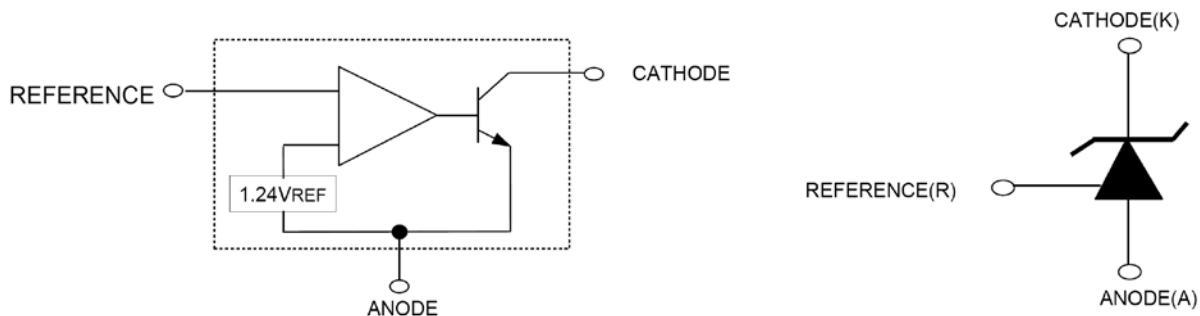 REFERENCE
CATHODE
1.24VREF
ANODE
CATHODE(K)
REFERENCE(R)
ANODE(A)